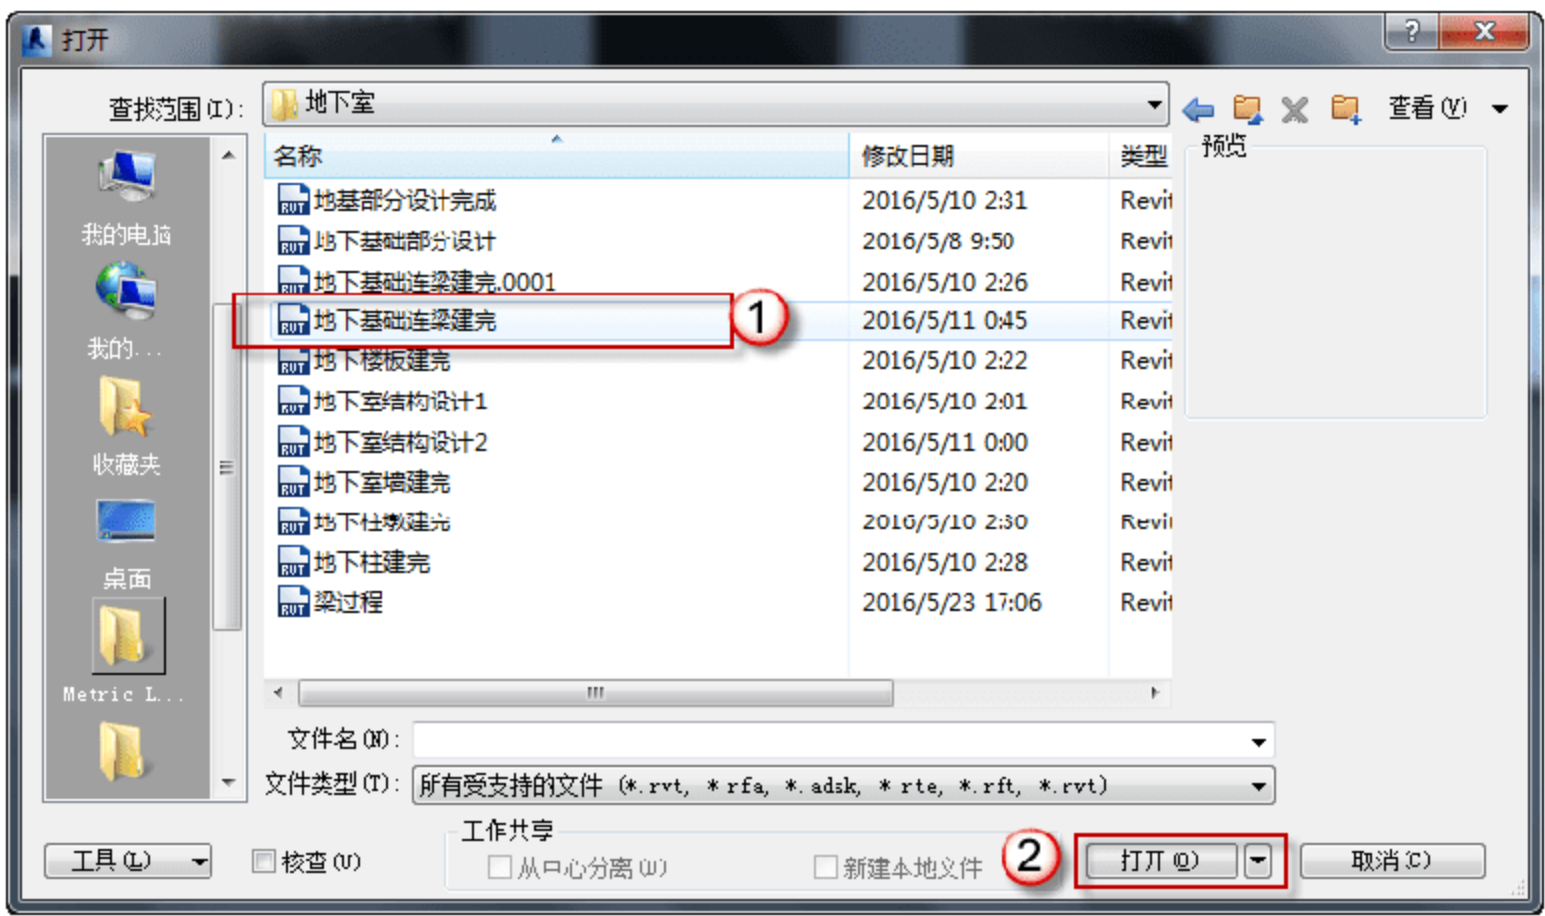 打开
查找范围(I):
地下室
查看(V)
预览
名称 修改日期 类型
地基部分设计完成 2016/5/10 2:31 Revit
地下基础部分设计 2016/5/8 9:50 Revit
地下基础连梁建完.0001 2016/5/10 2:26 Revit
地下基础连梁建完 2016/5/11 0:45 Revit
1
地下楼板建完 2016/5/10 2:22 Revit
地下室结构设计1 2016/5/10 2:01 Revit
地下室结构设计2 2016/5/11 0:00 Revit
地下室墙建完 2016/5/10 2:20 Revit
地下柱墩建完 2016/5/10 2:30 Revit
地下柱建完 2016/5/10 2:28 Revit
梁过程 2016/5/23 17:06 Revit
我的电脑
我的...
收藏夹
桌面
Metric L...
文件名(N):
文件类型(T): 所有受支持的文件 (*.rvt, *.rfa, *.adsk, *.rte, *.rft, *.rvt)
工作共享
工具(L)
核查(U)
从中心分离(D)
新建本地文件
2
打开(O)
取消(C)